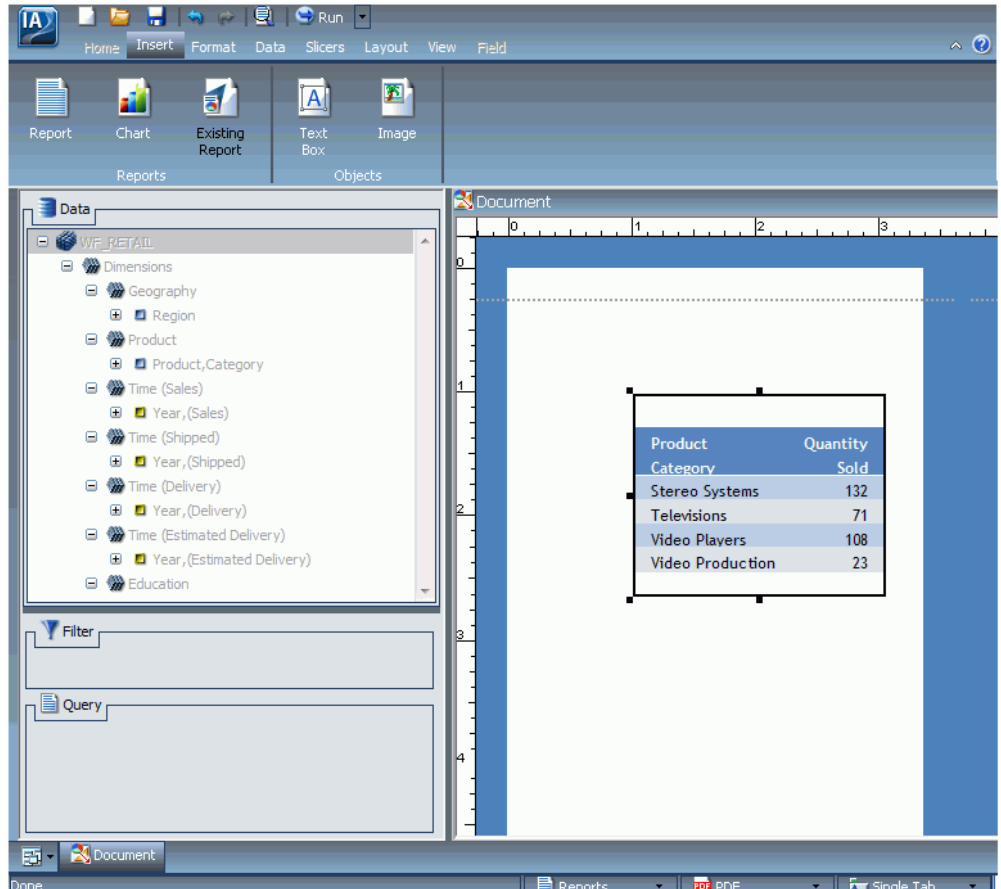 IA
Run
Home Insert Format Data Slicers Layout View Field
Report Chart Existing Report Text Box Image
Reports Objects
Data
WF_RETAIL
Dimensions
Geography
Region
Product
Product,Category
Time (Sales)
Year,(Sales)
Time (Shipped)
Year,(Shipped)
Time (Delivery)
Year,(Delivery)
Time (Estimated Delivery)
Year,(Estimated Delivery)
Education
Filter
Query
Document
0 1 2 3
0
1
2
3
4
Product Quantity
Category Sold
Stereo Systems 132
Televisions 71
Video Players 108
Video Production 23
Document
Done Reports PDF PDF Single Tab